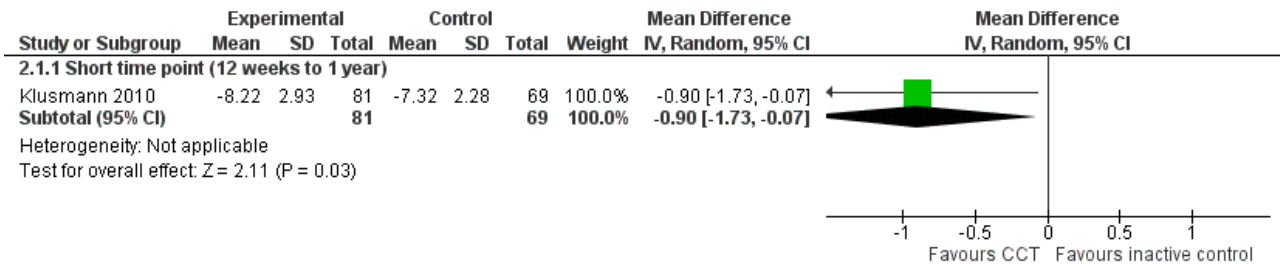 Experimental Control Mean Difference Mean Difference
Study or Subgroup Mean SD Total Mean SD Total Weight IV, Random, 95% CI IV, Random, 95% CI
2.1.1 Short time point (12 weeks to 1 year)
Klusmann 2010 -8.22 2.93 81 -7.32 2.28 69 100.0% -0.90 [-1.73, -0.07]
Subtotal (95% CI) 81 69 100.0% -0.90 [-1.73, -0.07]
Heterogeneity: Not applicable
Test for overall effect: Z = 2.11 (P = 0.03)
-1 -0.5 0 0.5 1
Favours CCT Favours inactive control